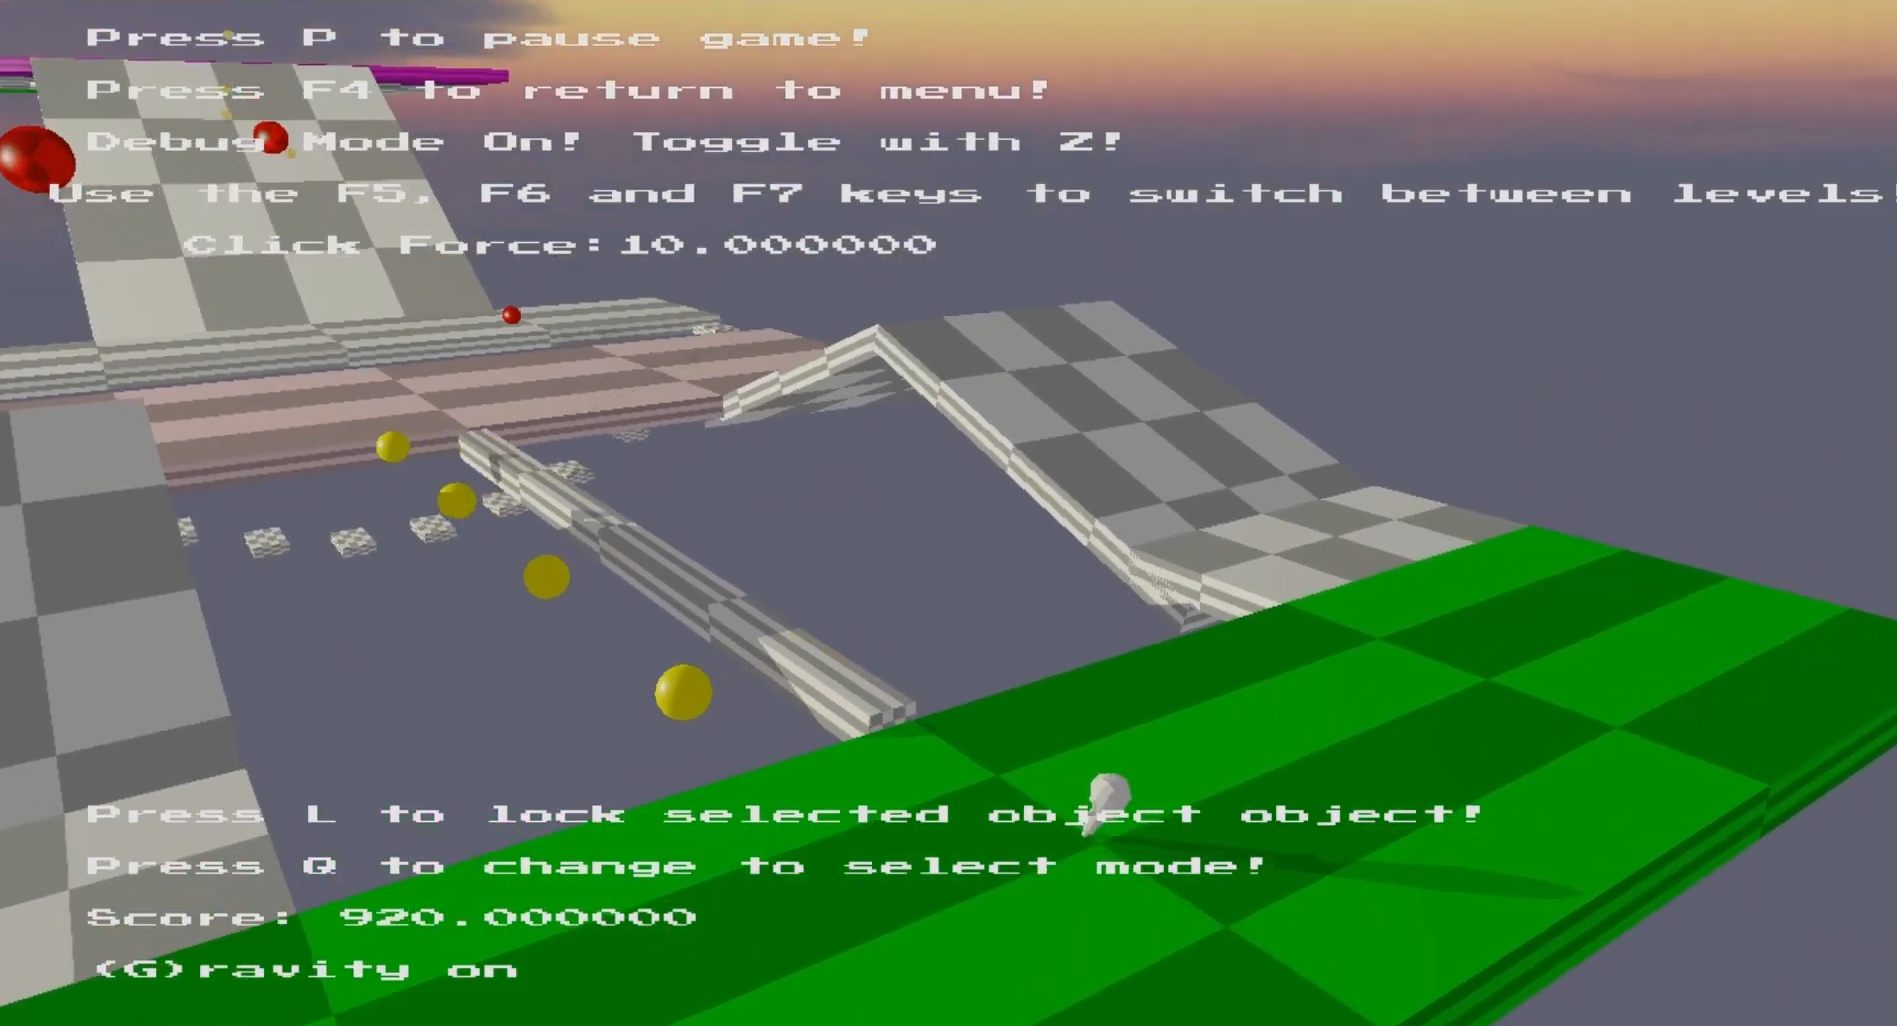 Press P to pause game!
Press F4 to return to menu!
Debug Mode On! Toggle with Z!
Use the F5, F6 and F7 keys to switch between levels!
Click Force:10.000000
Press L to lock selected object object!
Press Q to change to select mode!
Score: 920.000000
(G)ravity on